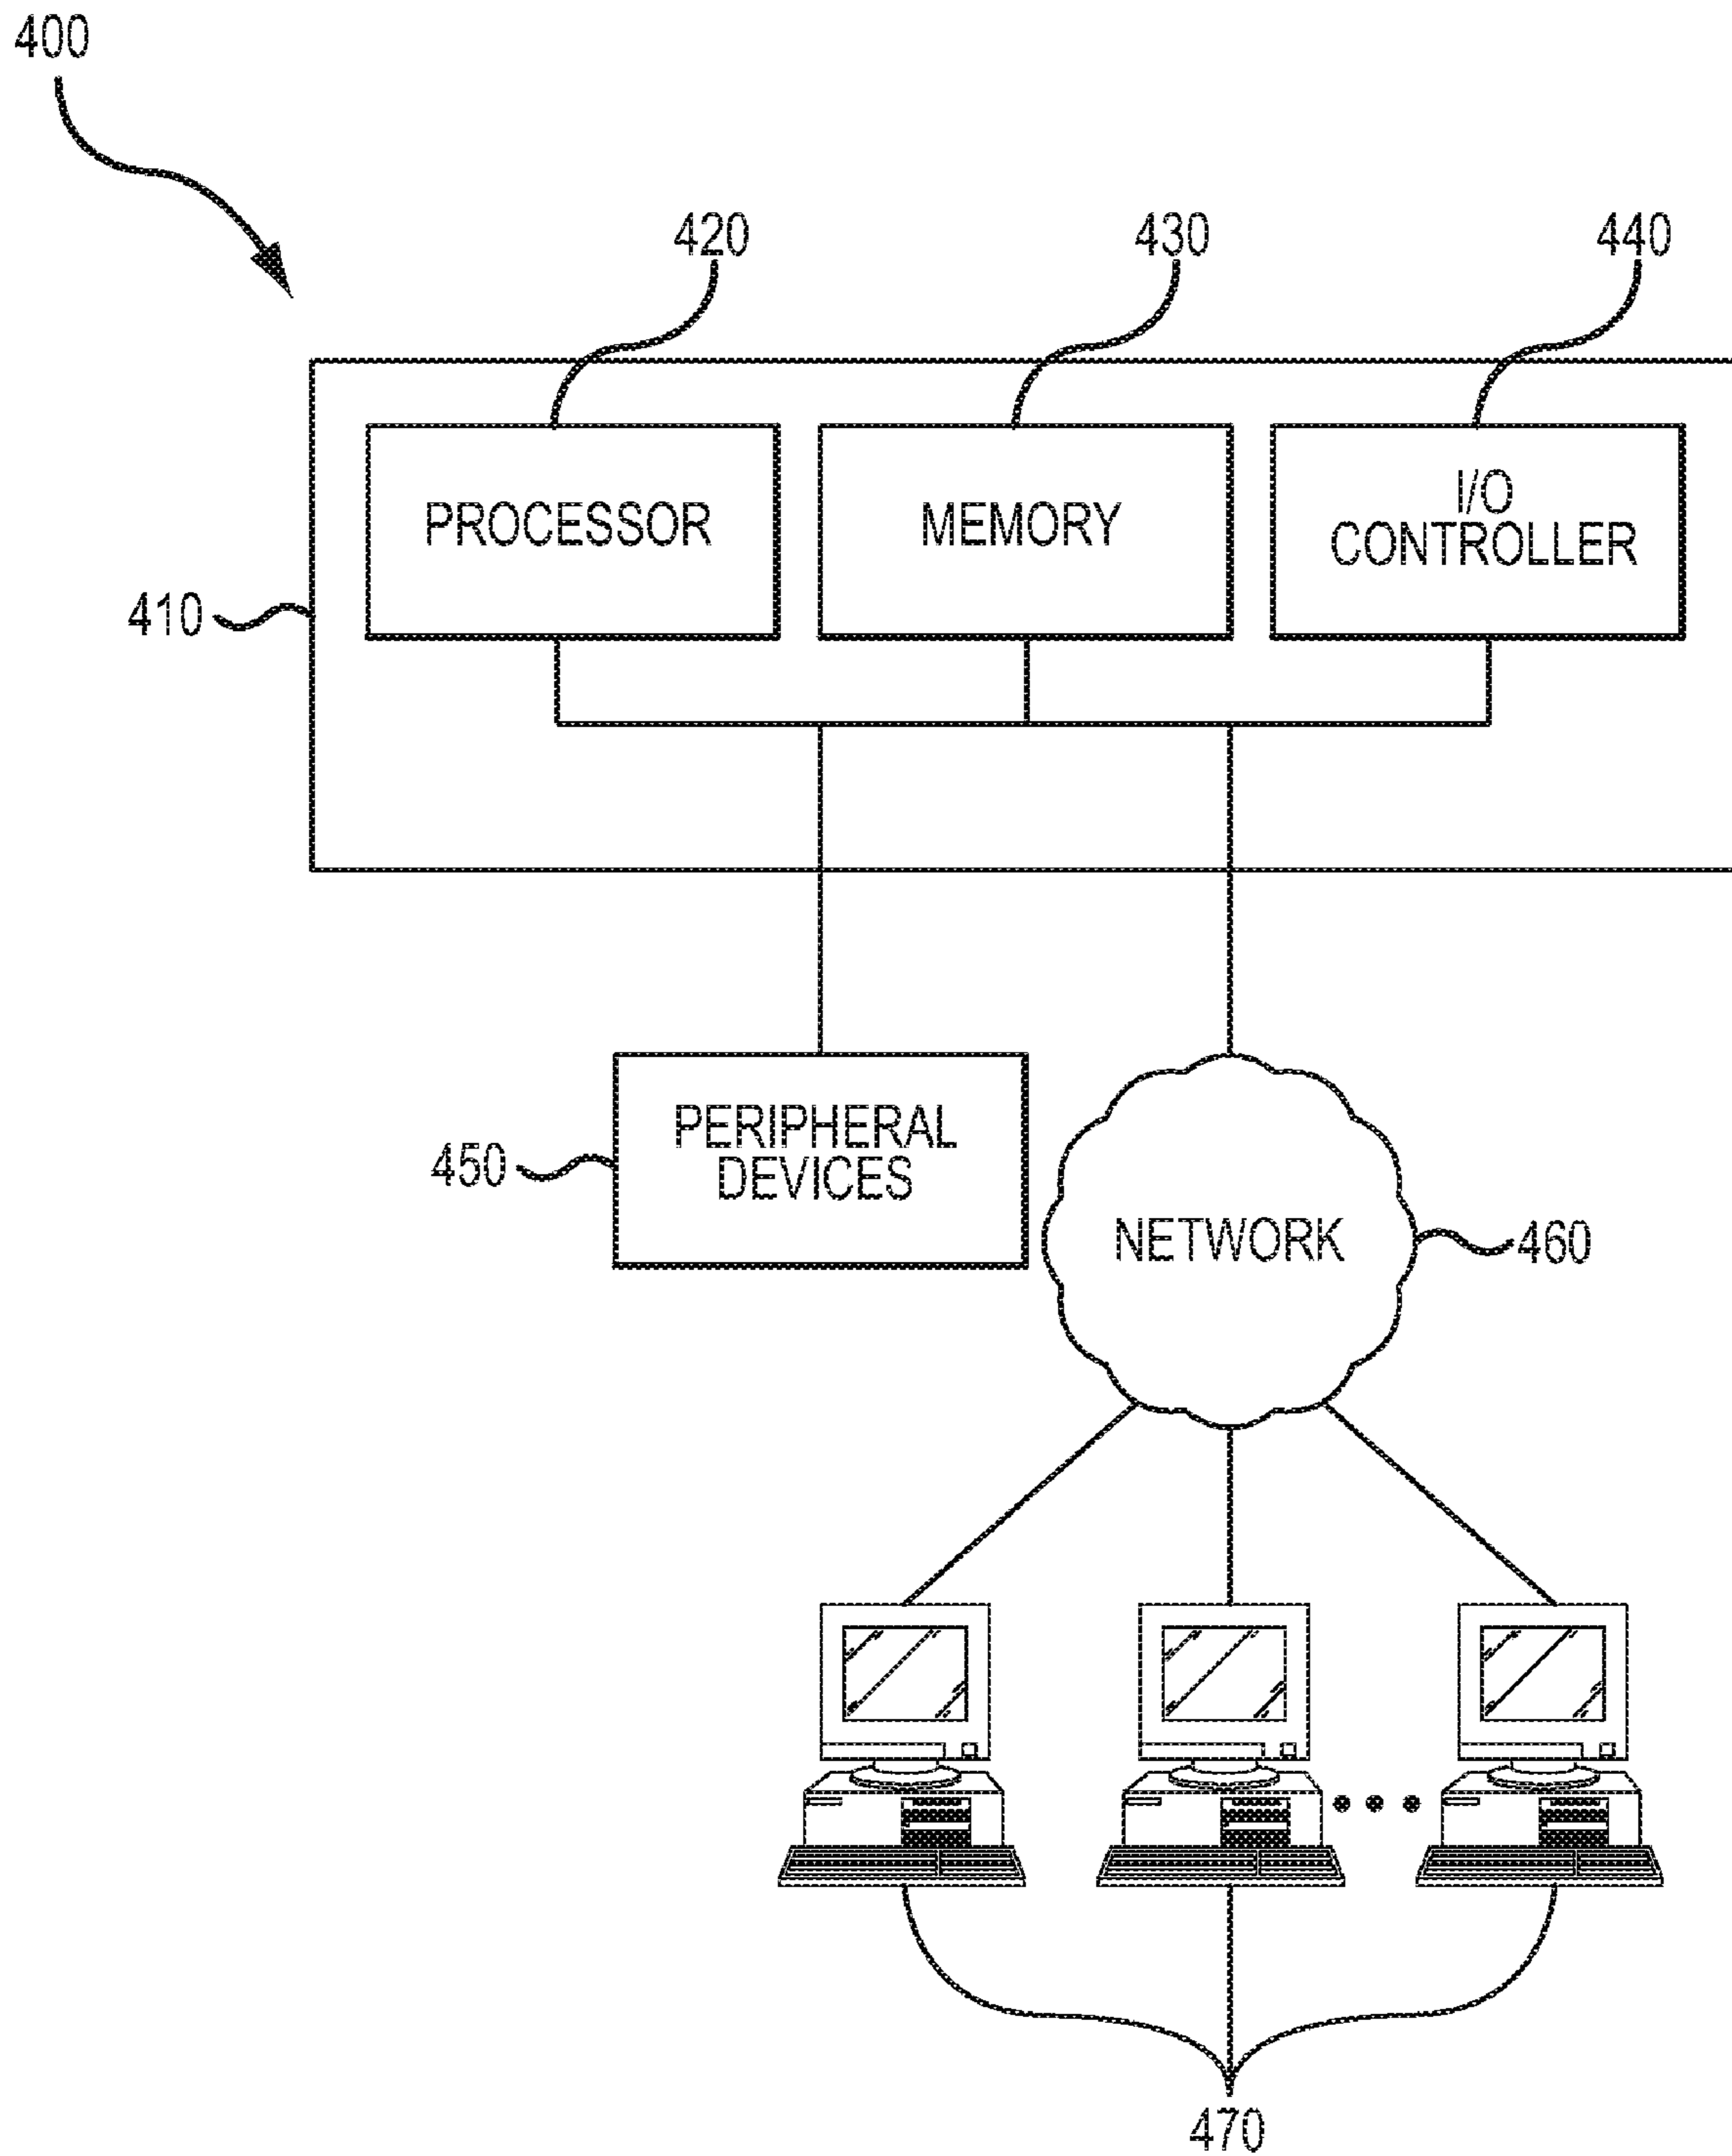 400
420
430
440
PROCESSOR
MEMORY
I/O
CONTROLLER
410
PERIPHERAL
DEVICES
450
NETWORK
460
470